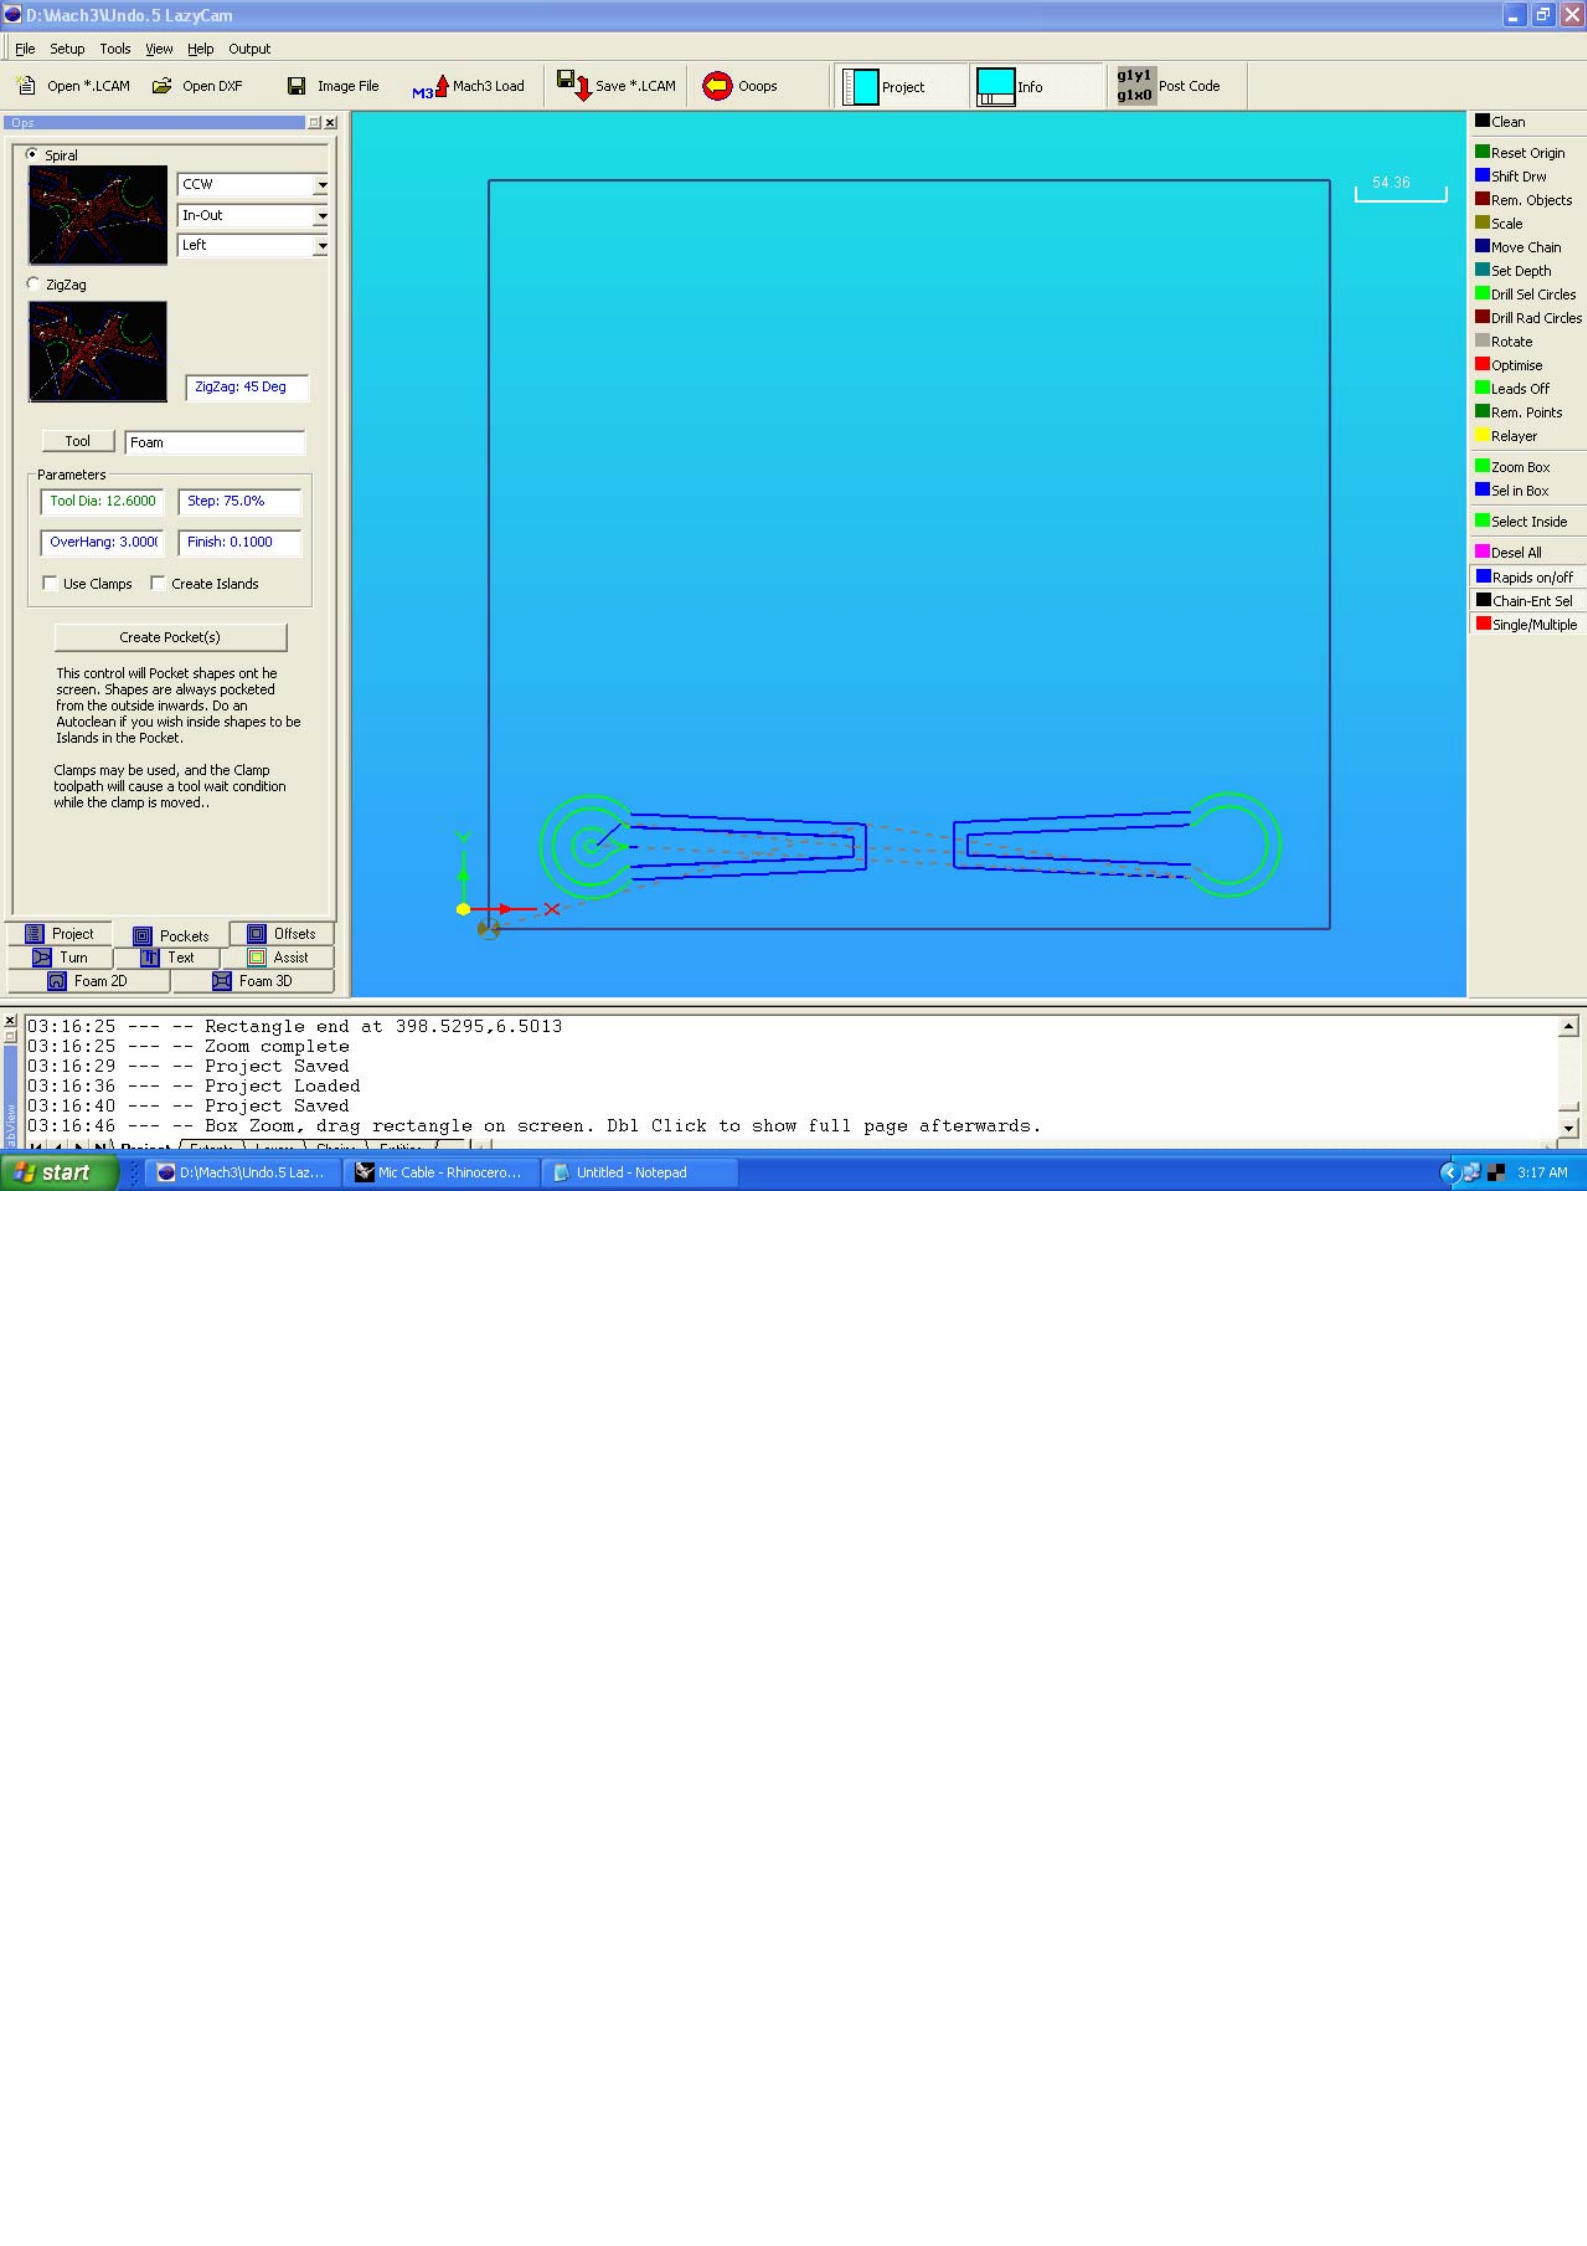 D:\Mach3\Undo.5 LazyCam
File Setup Tools View Help Output
Open *.LCAM Open DXF Image File M3 Mach3 Load Save *.LCAM Ooops Project Info g1y1 g1x0 Post Code
Ops
Spiral
CCW
In-Out
Left
ZigZag
ZigZag: 45 Deg
Tool Foam
Parameters
Tool Dia: 12.6000 Step: 75.0%
OverHang: 3.000( Finish: 0.1000
Use Clamps Create Islands
Create Pocket(s)
This control will Pocket shapes ont he
screen. Shapes are always pocketed
from the outside inwards. Do an
Autoclean if you wish inside shapes to be
Islands in the Pocket.
Clamps may be used, and the Clamp
toolpath will cause a tool wait condition
while the clamp is moved..
Project Pockets Offsets
Turn Text Assist
Foam 2D Foam 3D
54.36
Y
X
Clean
Reset Origin
Shift Drw
Rem. Objects
Scale
Move Chain
Set Depth
Drill Sel Circles
Drill Rad Circles
Rotate
Optimise
Leads Off
Rem. Points
Relayer
Zoom Box
Sel in Box
Select Inside
Desel All
Rapids on/off
Chain-Ent Sel
Single/Multiple
03:16:25 --- -- Rectangle end at 398.5295,6.5013
03:16:25 --- -- Zoom complete
03:16:29 --- -- Project Saved
03:16:36 --- -- Project Loaded
03:16:40 --- -- Project Saved
03:16:46 --- -- Box Zoom, drag rectangle on screen. Dbl Click to show full page afterwards.
Project Extents Layers Chains Entities
start D:\Mach3\Undo.5 Laz... Mic Cable - Rhinocero... Untitled - Notepad 3:17 AM